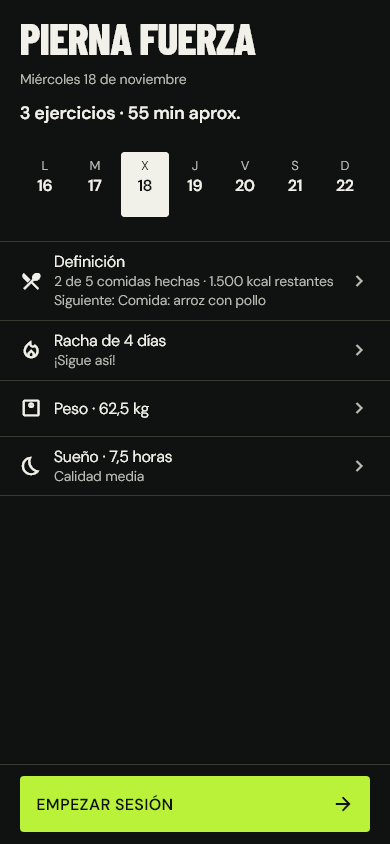 PIERNA FUERZA
Miércoles 18 de noviembre
3 ejercicios · 55 min aprox.
L M X J V S D
16 17 18 19 20 21 22
Definición
2 de 5 comidas hechas · 1.500 kcal restantes
Siguiente: Comida: arroz con pollo
Racha de 4 días
¡Sigue así!
Peso · 62,5 kg
Sueño · 7,5 horas
Calidad media
EMPEZAR SESIÓN